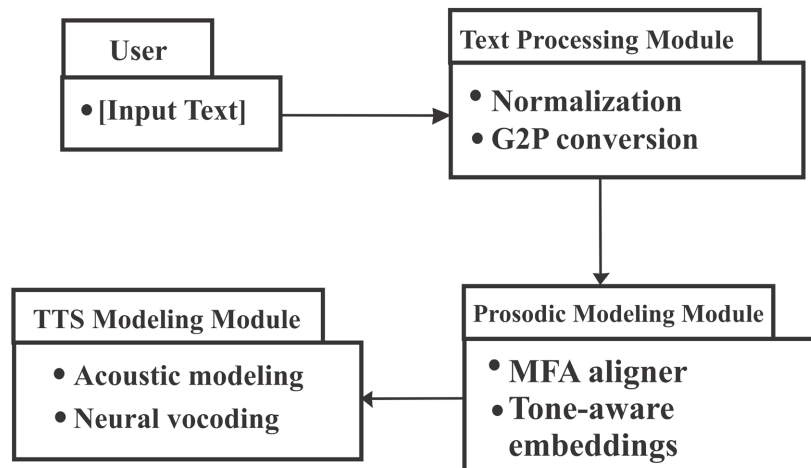 User
• [Input Text]
Text Processing Module
• Normalization
• G2P conversion
Prosodic Modeling Module
• MFA aligner
• Tone-aware
embeddings
TTS Modeling Module
• Acoustic modeling
• Neural vocoding